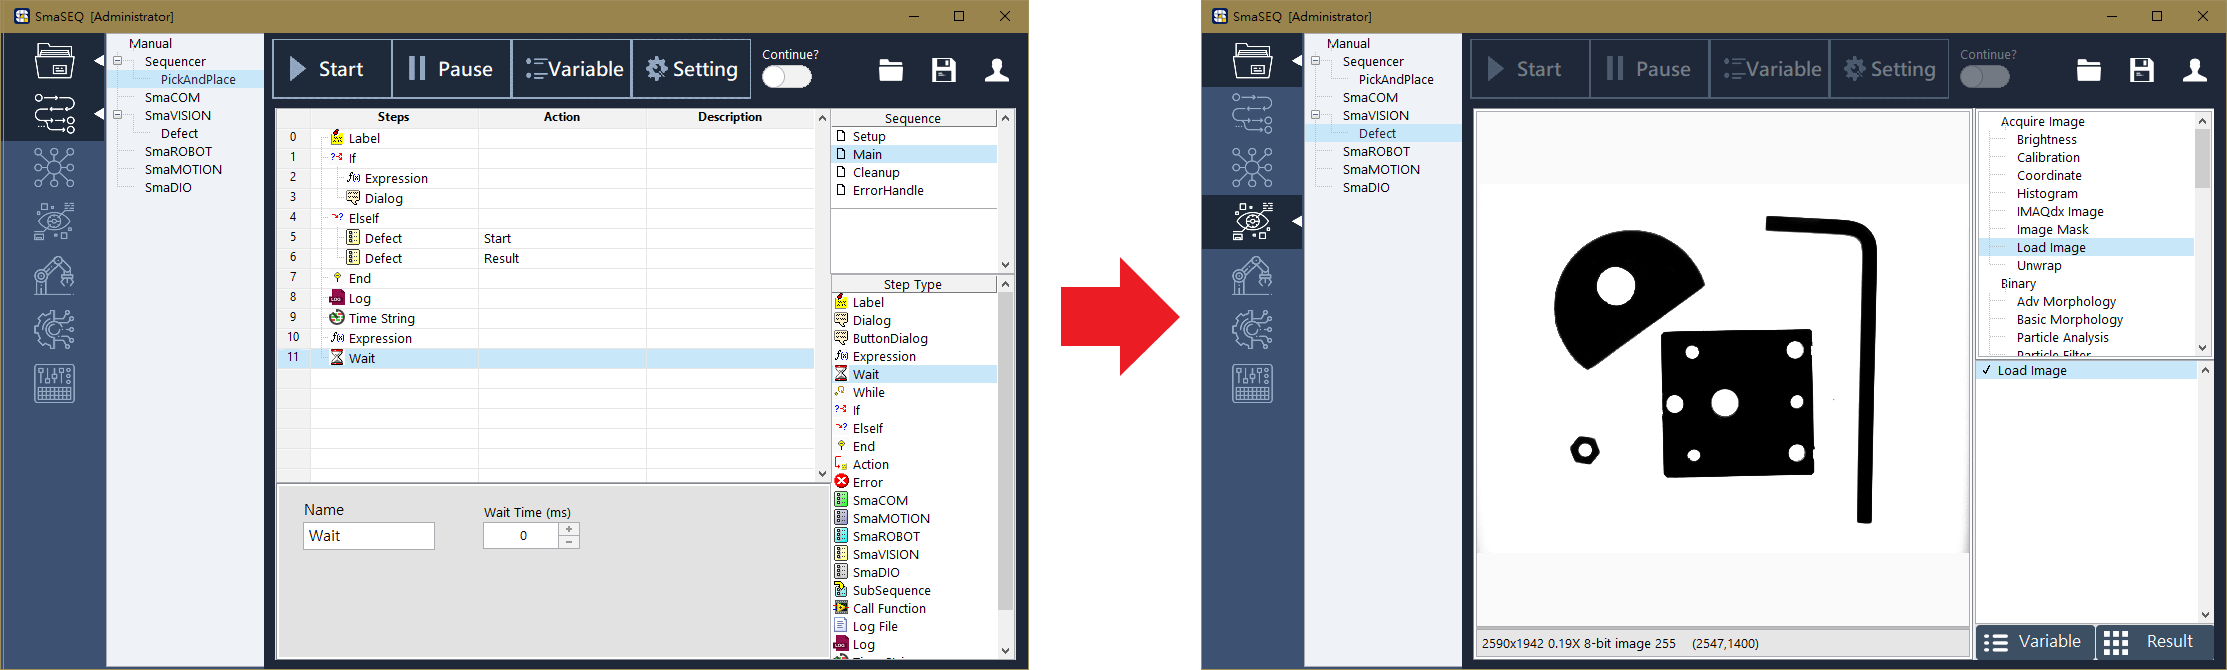 SmaSEQ [Administrator]
Manual
Sequencer
PickAndPlace
SmaCOM
SmaVISION
Defect
SmaROBOT
SmaMOTION
SmaDIO
Start
Pause
Variable
Setting
Continue?
Steps Action Description
0 Label
1 If
2 f(x) Expression
3 Dialog
4 ElseIf
5 Defect Start
6 Defect Result
7 End
8 LOG Log
9 Time String
10 f(x) Expression
11 Wait
Sequence
Setup
Main
Cleanup
ErrorHandle
Step Type
Label
Dialog
ButtonDialog
f(x) Expression
Wait
While
If
ElseIf
End
Action
Error
SmaCOM
SmaMOTION
SmaROBOT
SmaVISION
SmaDIO
SubSequence
Call Function
Log File
LOG Log
Name
Wait
Wait Time (ms)
0
SmaSEQ [Administrator]
Manual
Sequencer
PickAndPlace
SmaCOM
SmaVISION
Defect
SmaROBOT
SmaMOTION
SmaDIO
Start
Pause
Variable
Setting
Continue?
Acquire Image
Brightness
Calibration
Coordinate
Histogram
IMAQdx Image
Image Mask
Load Image
Unwrap
Binary
Adv Morphology
Basic Morphology
Particle Analysis
Particle Filter
✓ Load Image
2590x1942 0.19X 8-bit image 255 (2547,1400)
Variable
Result